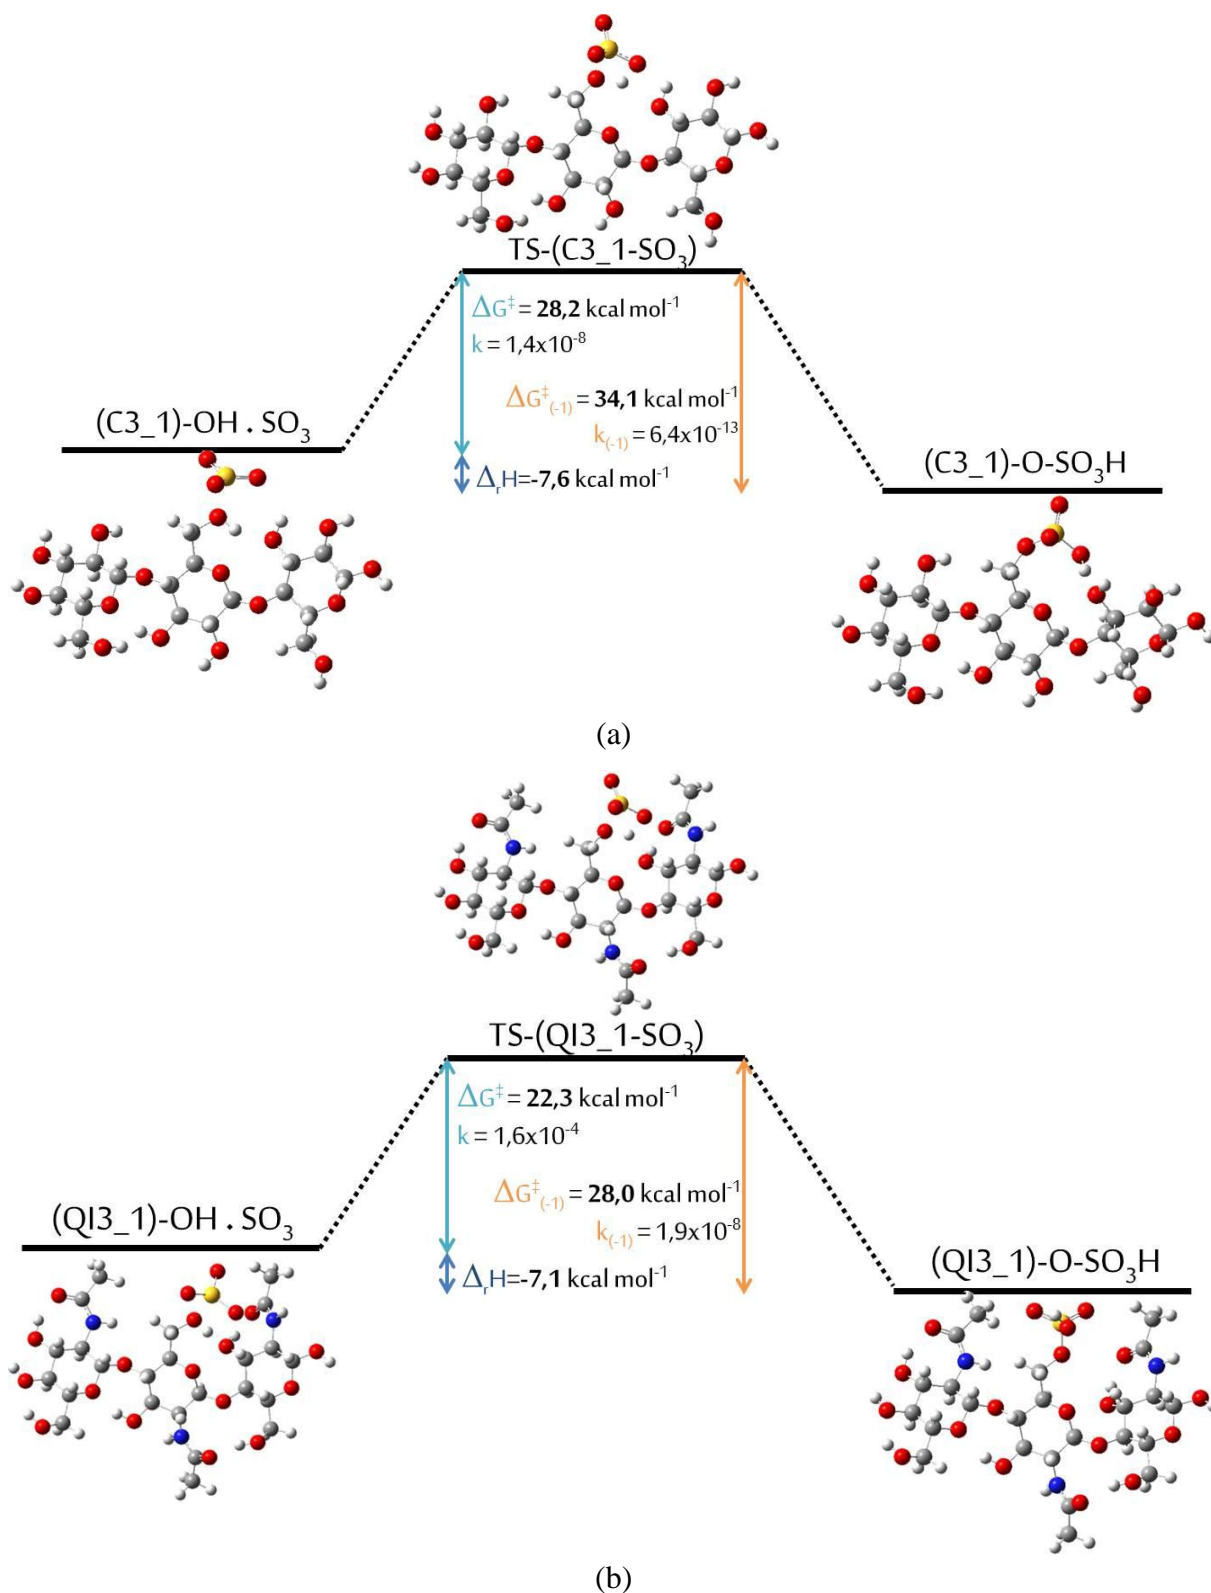 TS-(C3_1-SO₃)
ΔG‡ = 28,2 kcal mol⁻¹
k = 1,4x10⁻⁸
ΔG‡₍₋₁₎ = 34,1 kcal mol⁻¹
k₍₋₁₎ = 6,4x10⁻¹³
(C3_1)-OH . SO₃
ΔᵣH=-7,6 kcal mol⁻¹
(C3_1)-O-SO₃H
(a)
TS-(QI3_1-SO₃)
ΔG‡ = 22,3 kcal mol⁻¹
k = 1,6x10⁻⁴
ΔG‡₍₋₁₎ = 28,0 kcal mol⁻¹
k₍₋₁₎ = 1,9x10⁻⁸
(QI3_1)-OH . SO₃
ΔᵣH=-7,1 kcal mol⁻¹
(QI3_1)-O-SO₃H
(b)